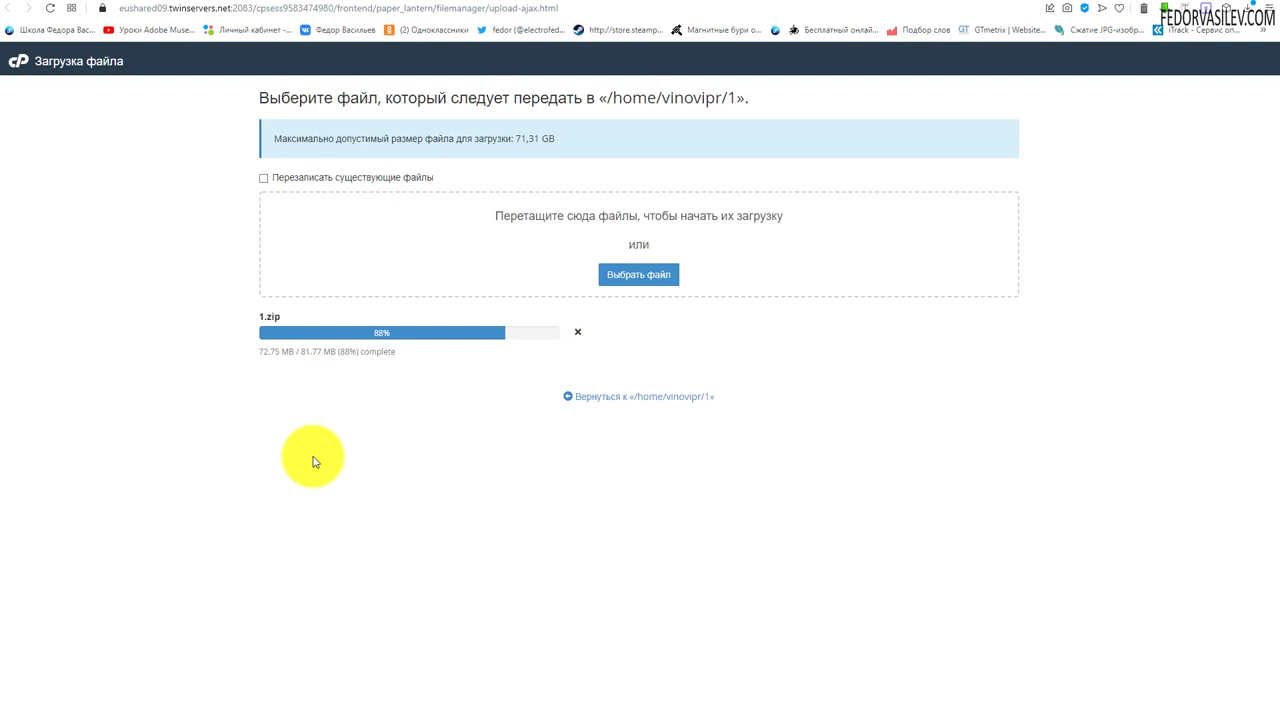 eushared09.twinservers.net:2083/cpsess9583474980/frontend/paper_lantern/filemanager/upload-ajax.html
FEDORVASILEV.COM
Школа Федора Вас... Уроки Adobe Muse... Личный кабинет -... Федор Васильев (2) Одноклассники fedor (@electrofed... http://store.steamp... Магнитные бури о... Бесплатный онлай... Подбор слов GTmetrix | Website... Сжатие JPG-изобр... iTrack - Сервис оп... »
cP Загрузка файла
Выберите файл, который следует передать в «/home/vinovipr/1».
Максимально допустимый размер файла для загрузки: 71,31 GB
Перезаписать существующие файлы
Перетащите сюда файлы, чтобы начать их загрузку
или
Выбрать файл
1.zip
88%
72.75 MB / 81.77 MB (88%) complete
Вернуться к «/home/vinovipr/1»